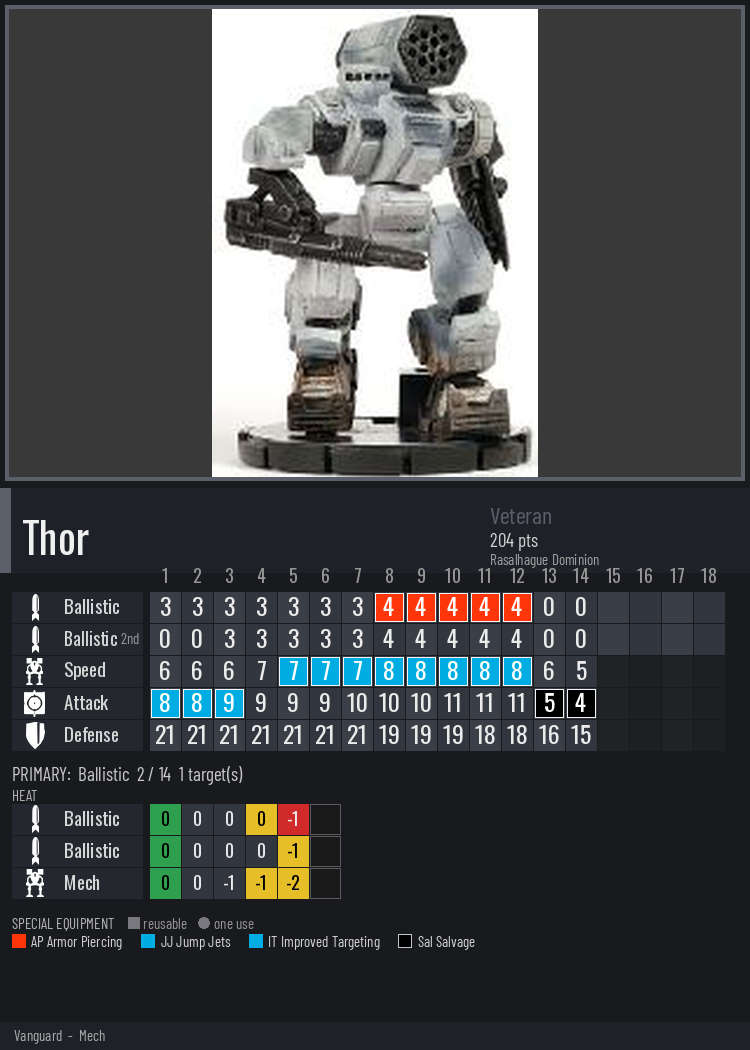 Thor
Veteran
204 pts
Rasalhague Dominion
1 2 3 4 5 6 7 8 9 10 11 12 13 14 15 16 17 18
Ballistic 3 3 3 3 3 3 3 4 4 4 4 4 0 0
Ballistic 2nd 0 0 3 3 3 3 3 4 4 4 4 4 0 0
Speed 6 6 6 7 7 7 7 8 8 8 8 8 6 5
Attack 8 8 9 9 9 9 10 10 10 11 11 11 5 4
Defense 21 21 21 21 21 21 21 19 19 19 18 18 16 15
PRIMARY: Ballistic 2 / 14 1 target(s)
HEAT
Ballistic 0 0 0 0 -1
Ballistic 0 0 0 0 -1
Mech 0 0 -1 -1 -2
SPECIAL EQUIPMENT reusable one use
AP Armor Piercing JJ Jump Jets IT Improved Targeting Sal Salvage
Vanguard - Mech